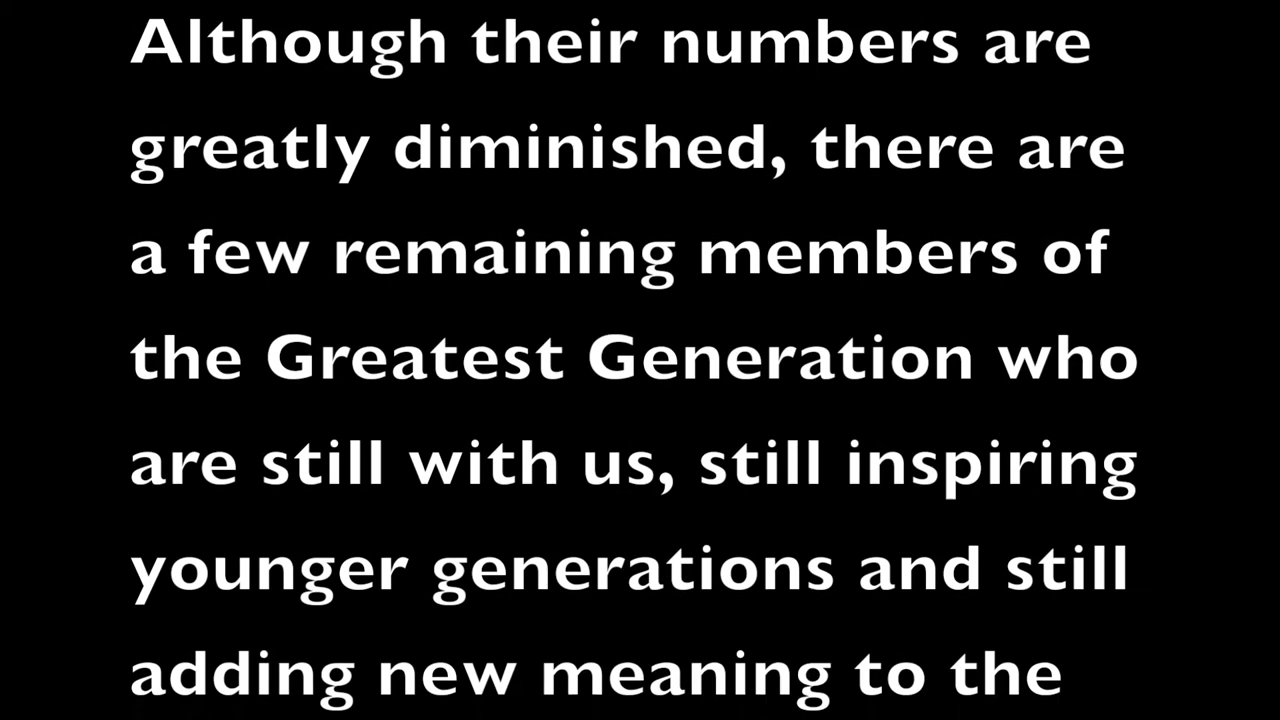 Although their numbers are
greatly diminished, there are
a few remaining members of
the Greatest Generation who
are still with us, still inspiring
younger generations and still
adding new meaning to the